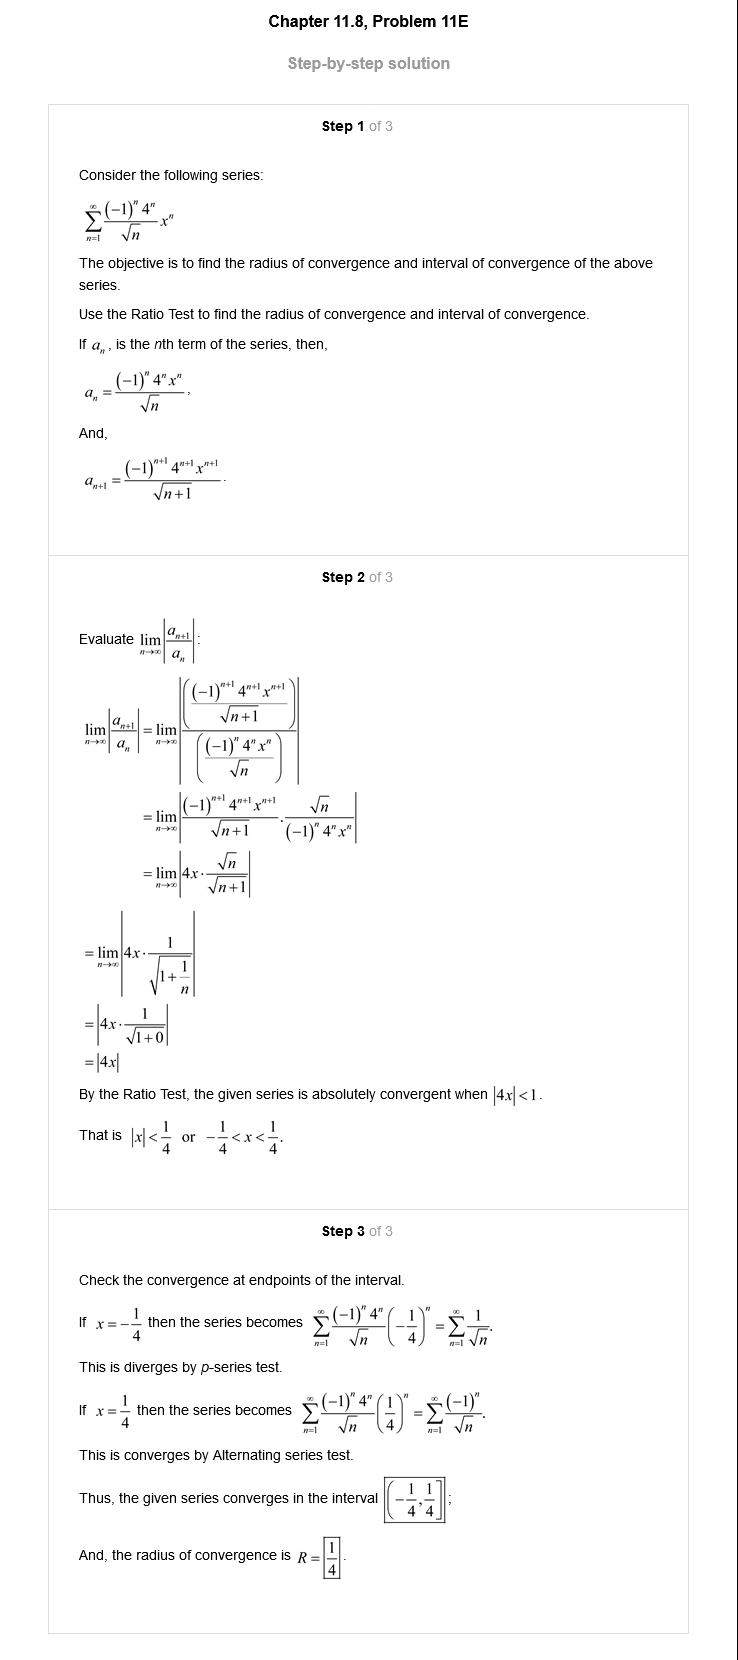 Chapter 11.8, Problem 11E
Step-by-step solution
Step 1 of 3
Consider the following series:
$\sum_{n=1}^{\infty} \frac{(-1)^n 4^n}{\sqrt{n}} x^n$
The objective is to find the radius of convergence and interval of convergence of the above
series.
Use the Ratio Test to find the radius of convergence and interval of convergence.
If $a_n$, is the nth term of the series, then,
$a_n = \frac{(-1)^n 4^n x^n}{\sqrt{n}},$
And,
$a_{n+1} = \frac{(-1)^{n+1} 4^{n+1} x^{n+1}}{\sqrt{n+1}}.$
Step 2 of 3
Evaluate $\lim_{n\to\infty} \left|\frac{a_{n+1}}{a_n}\right|$:
$\lim_{n\to\infty} \left|\frac{a_{n+1}}{a_n}\right| = \lim_{n\to\infty} \left|\frac{\left(\frac{(-1)^{n+1} 4^{n+1} x^{n+1}}{\sqrt{n+1}}\right)}{\left(\frac{(-1)^n 4^n x^n}{\sqrt{n}}\right)}\right|$
$= \lim_{n\to\infty} \left|\frac{(-1)^{n+1} 4^{n+1} x^{n+1}}{\sqrt{n+1}} \cdot \frac{\sqrt{n}}{(-1)^n 4^n x^n}\right|$
$= \lim_{n\to\infty} \left|4x \cdot \frac{\sqrt{n}}{\sqrt{n+1}}\right|$
$= \lim_{n\to\infty} \left|4x \cdot \frac{1}{\sqrt{1+\frac{1}{n}}}\right|$
$= \left|4x \cdot \frac{1}{\sqrt{1+0}}\right|$
$= |4x|$
By the Ratio Test, the given series is absolutely convergent when $|4x| < 1$.
That is $|x| < \frac{1}{4}$ or $-\frac{1}{4} < x < \frac{1}{4}$.
Step 3 of 3
Check the convergence at endpoints of the interval.
If $x = -\frac{1}{4}$ then the series becomes $\sum_{n=1}^{\infty} \frac{(-1)^n 4^n}{\sqrt{n}} \left(-\frac{1}{4}\right)^n = \sum_{n=1}^{\infty} \frac{1}{\sqrt{n}}.$
This is diverges by p-series test.
If $x = \frac{1}{4}$ then the series becomes $\sum_{n=1}^{\infty} \frac{(-1)^n 4^n}{\sqrt{n}} \left(\frac{1}{4}\right)^n = \sum_{n=1}^{\infty} \frac{(-1)^n}{\sqrt{n}}.$
This is converges by Alternating series test.
Thus, the given series converges in the interval $\boxed{\left(-\frac{1}{4}, \frac{1}{4}\right]}$;
And, the radius of convergence is $R = \boxed{\frac{1}{4}}$.